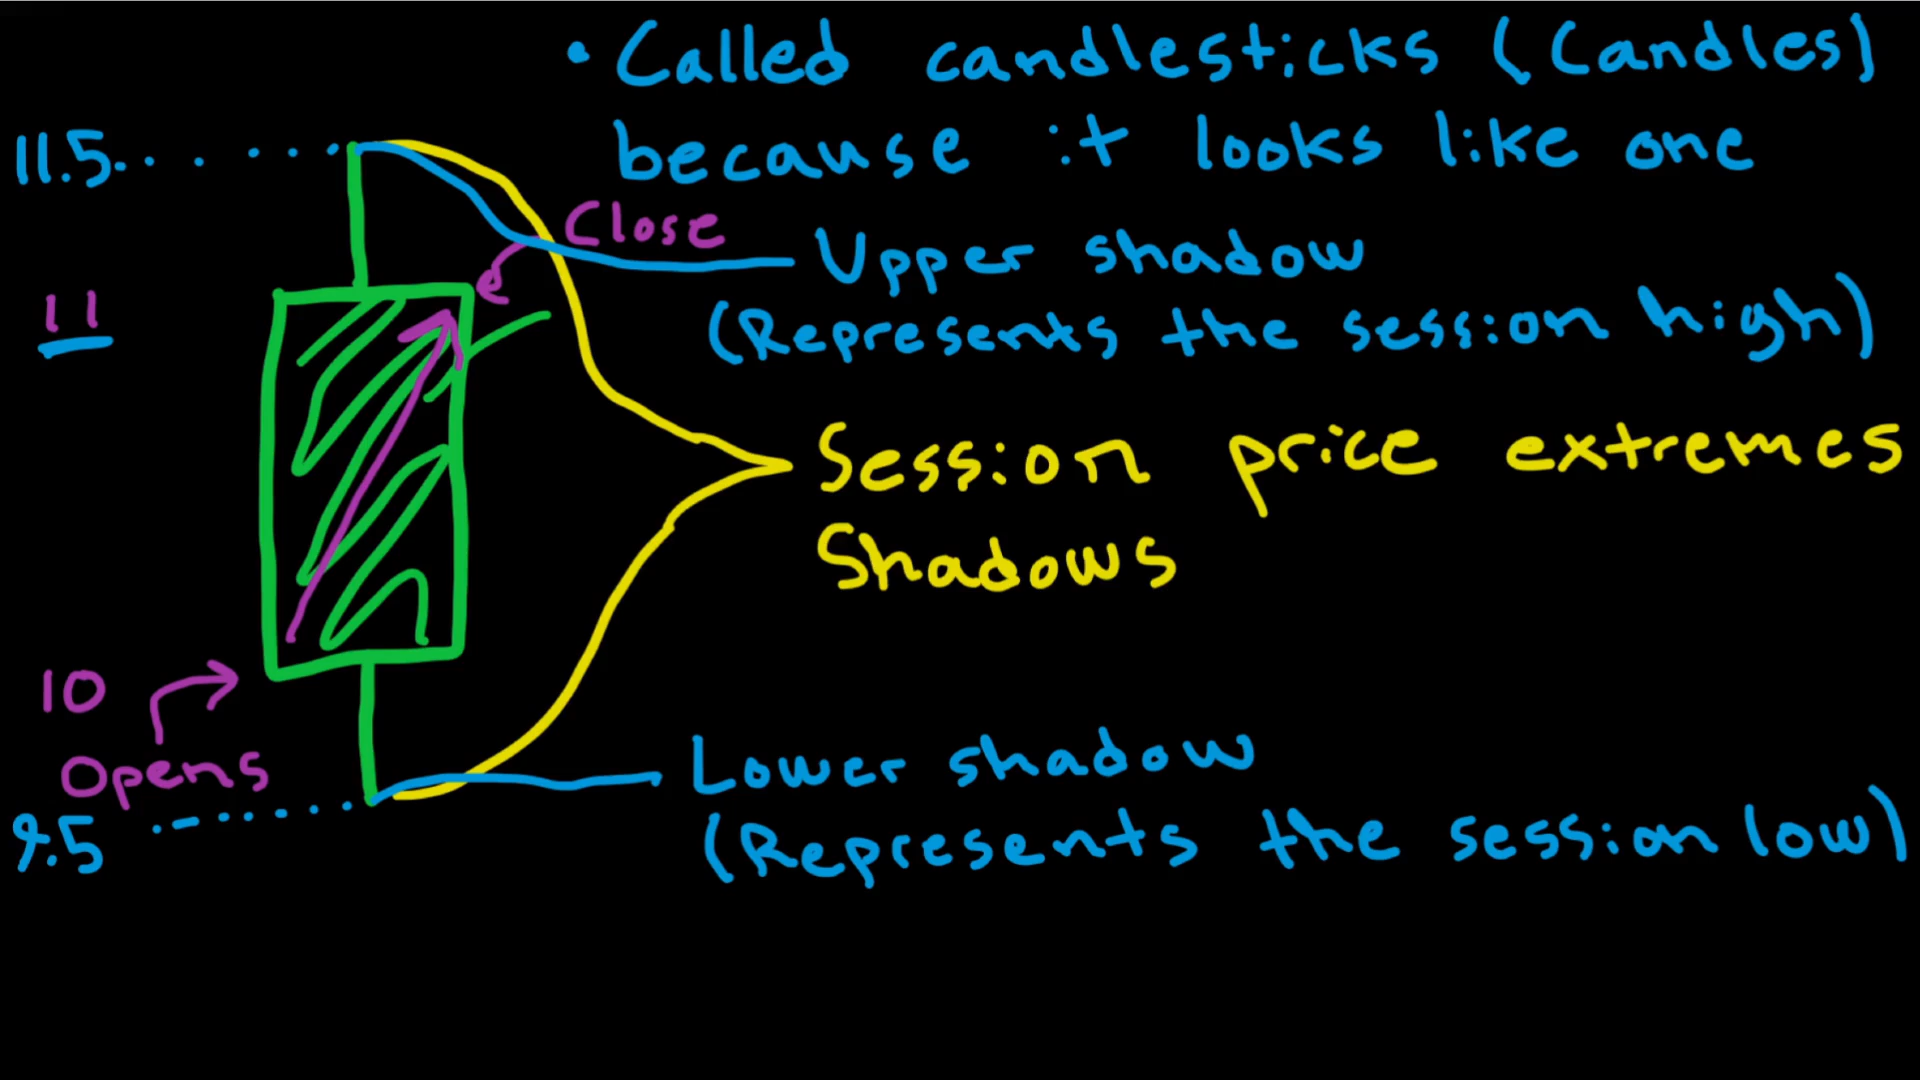 • Called candlesticks (Candles)
because it looks like one
11.5
Close
Upper shadow
11
(Represents the session high)
Session price extremes
Shadows
10
Opens
Lower shadow
9.5
(Represents the session low)